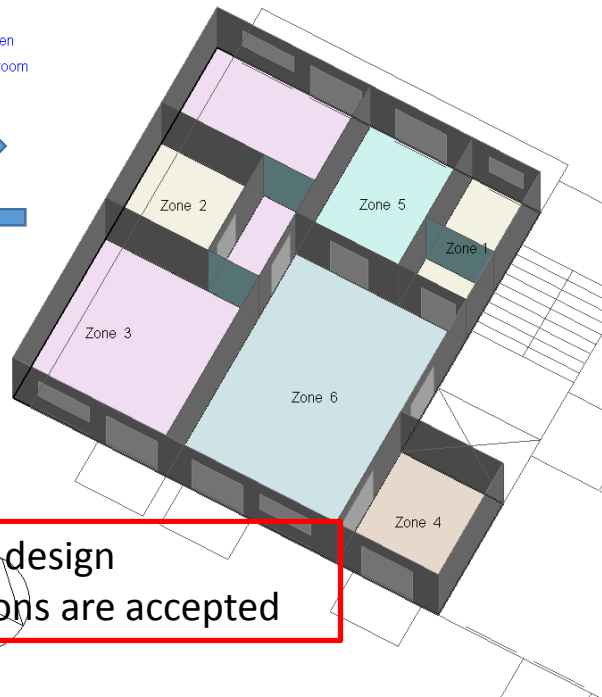 en
oom
Zone 2
Zone 5
Zone 1
Zone 3
Zone 6
Zone 4
design
ons are accepted